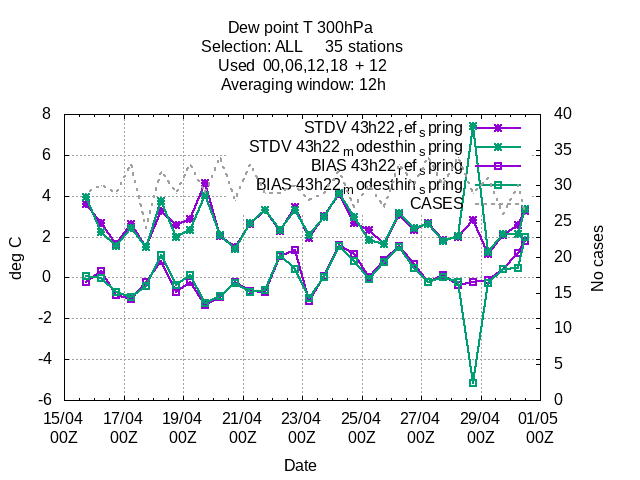 Dew point T 300hPa
Selection: ALL 35 stations
Used 00,06,12,18 + 12
Averaging window: 12h
STDV 43h22_ref_spring
STDV 43h22_modesthin_spring
BIAS 43h22_ref_spring
BIAS 43h22_modesthin_spring
CASES
8
6
4
2
0
-2
-4
-6
deg C
40
35
30
25
20
15
10
5
0
No cases
15/04 17/04 19/04 21/04 23/04 25/04 27/04 29/04 01/05
00Z 00Z 00Z 00Z 00Z 00Z 00Z 00Z 00Z
Date